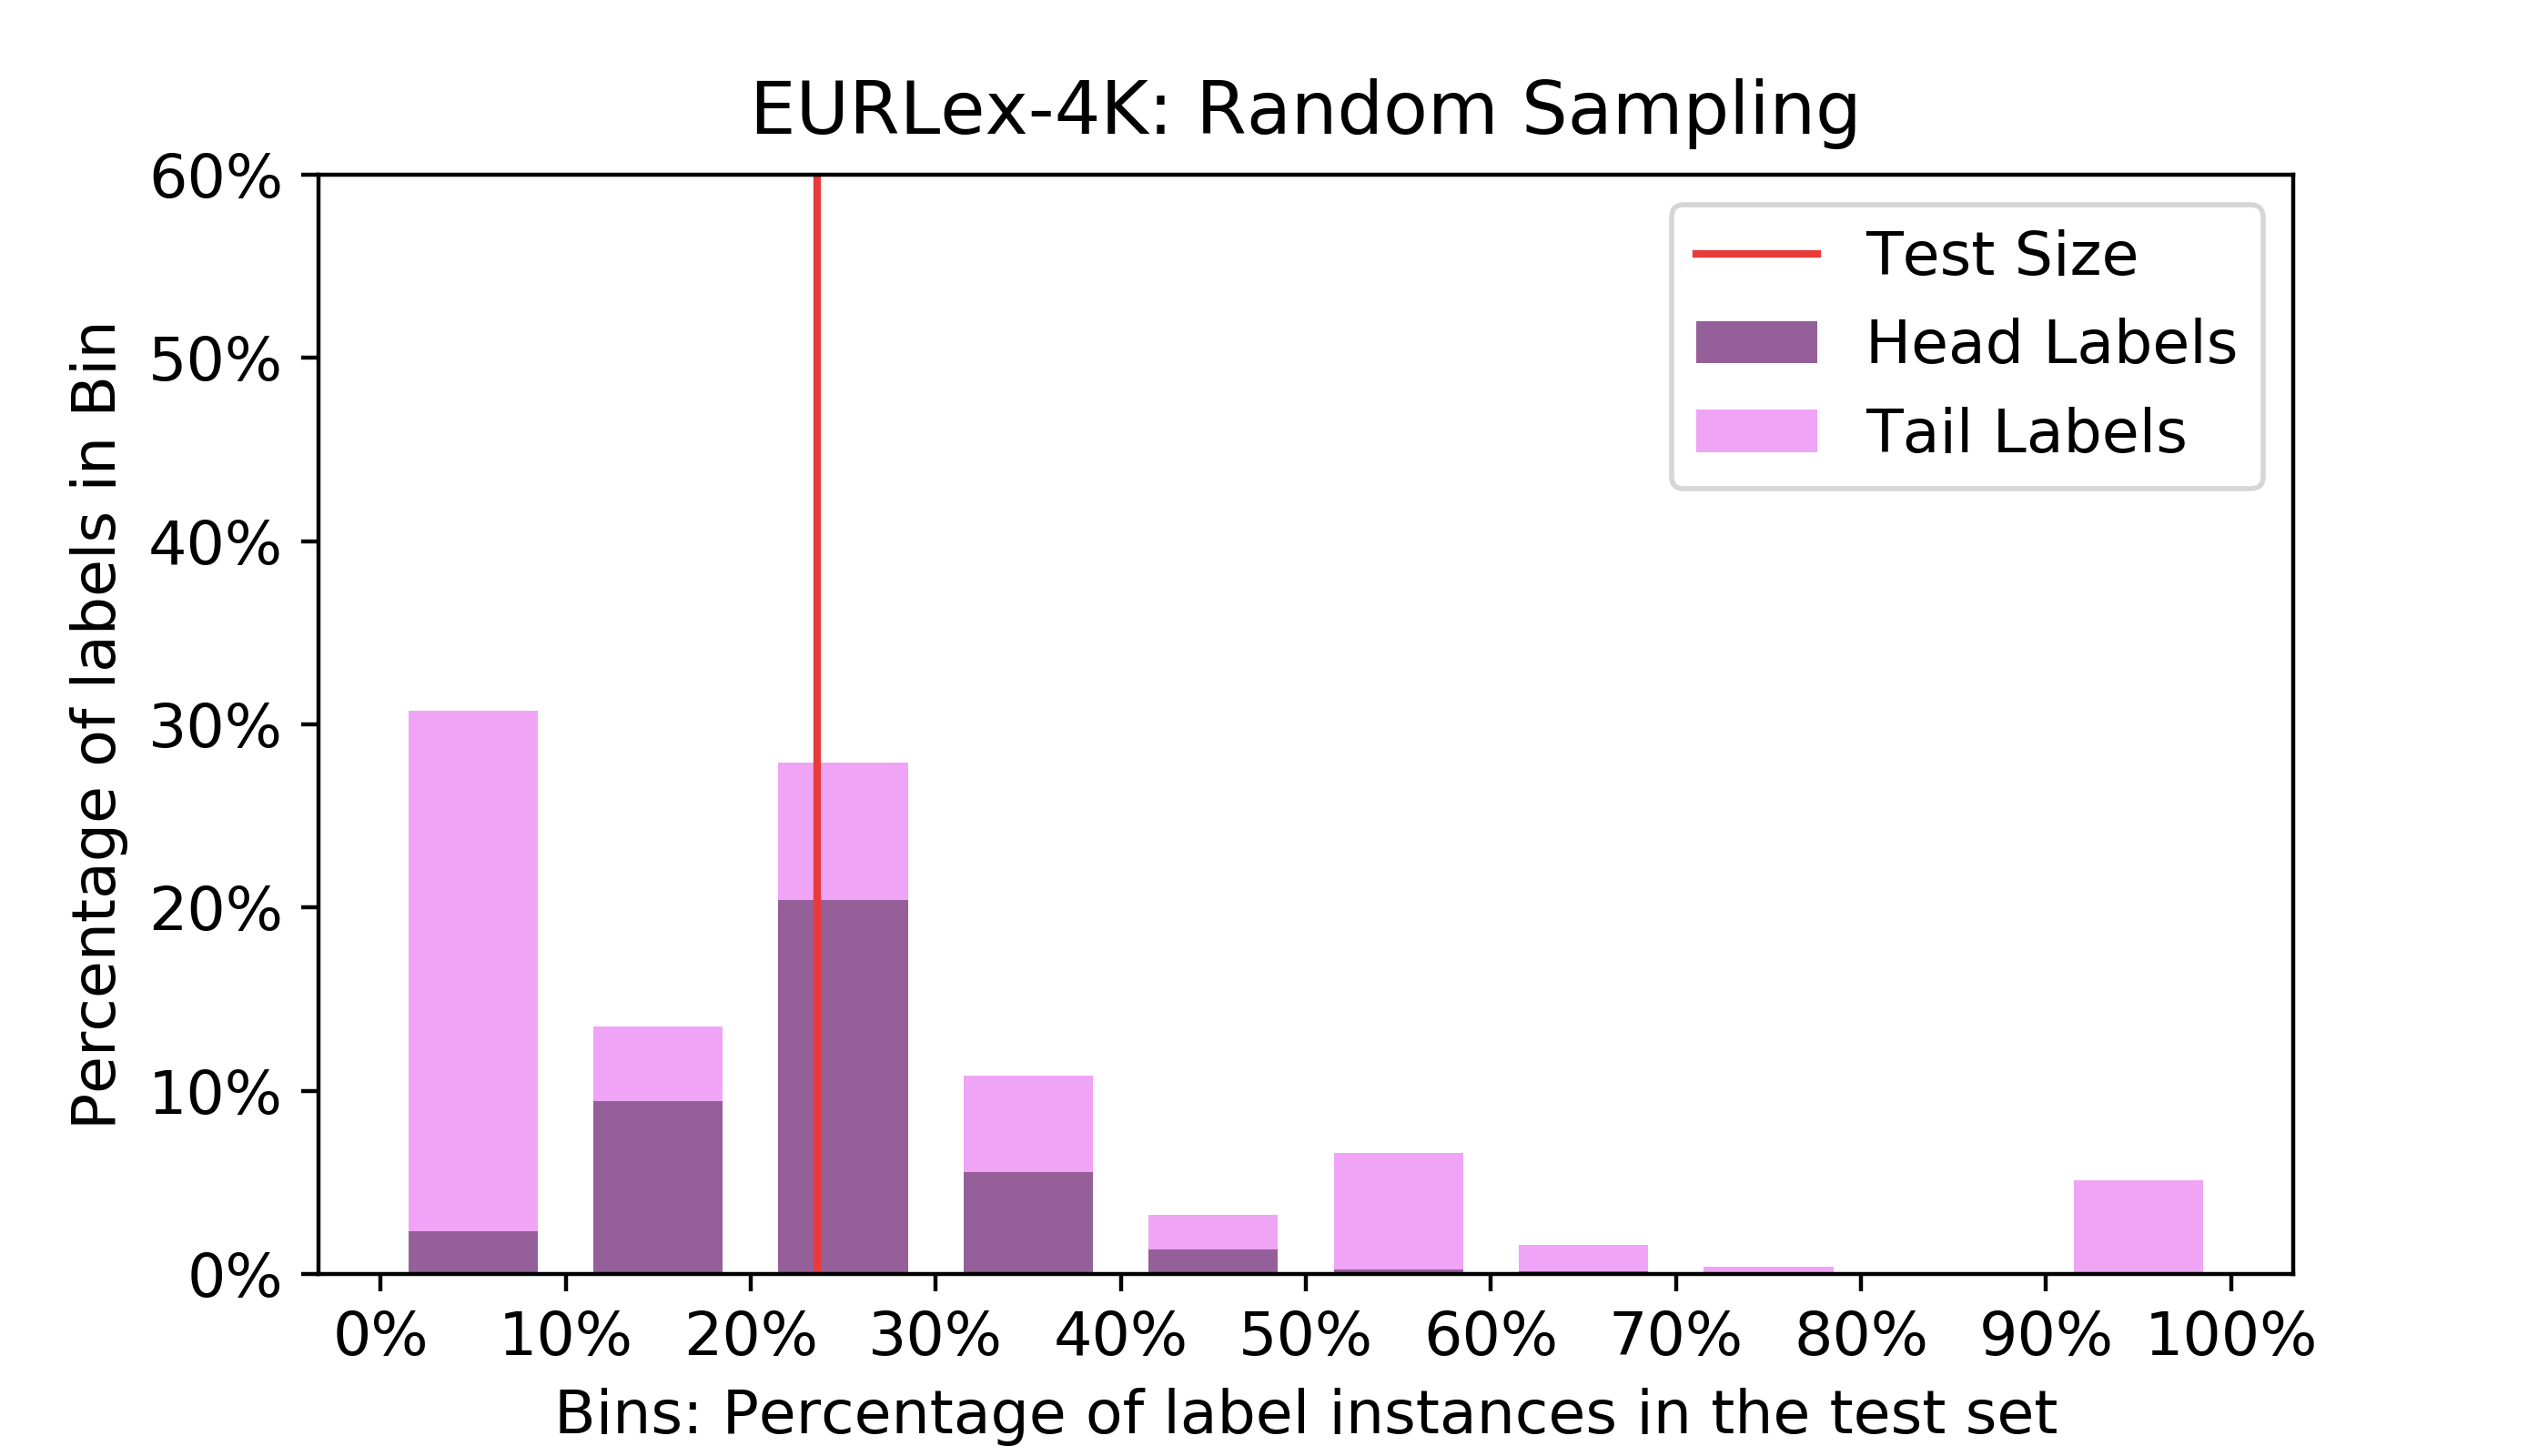 EURLex-4K: Random Sampling
60%
50%
40%
30%
20%
10%
0%
Percentage of labels in Bin
Test Size
Head Labels
Tail Labels
0% 10% 20% 30% 40% 50% 60% 70% 80% 90% 100%
Bins: Percentage of label instances in the test set